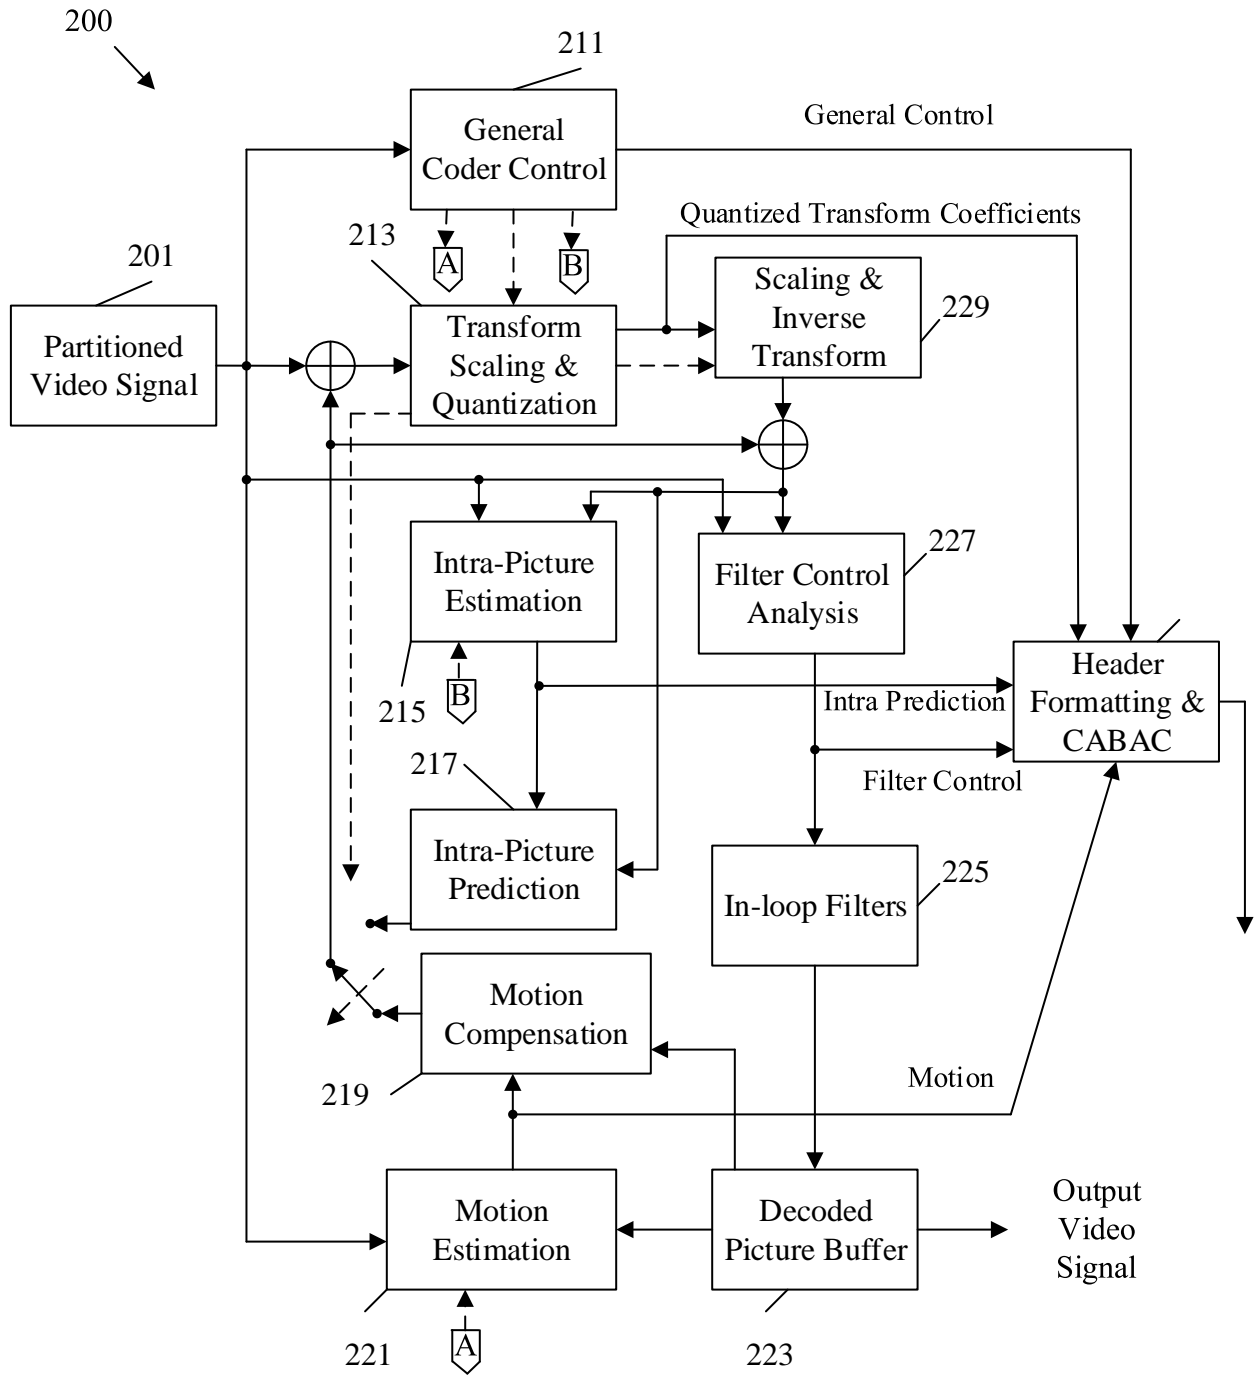 200
211
General
Coder Control
General Control
Quantized Transform Coefficients
213
A
B
201
Partitioned
Video Signal
Transform
Scaling &
Quantization
Scaling &
Inverse
Transform
229
Intra-Picture
Estimation
227
Filter Control
Analysis
215
B
Intra Prediction
Header
Formatting &
CABAC
217
Filter Control
Intra-Picture
Prediction
225
In-loop Filters
Motion
Compensation
219
Motion
Motion
Estimation
Decoded
Picture Buffer
Output
Video
Signal
221
A
223